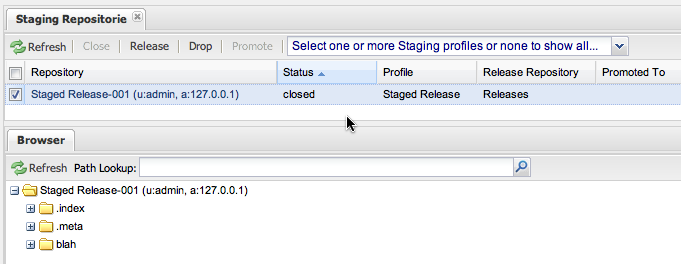 Staging Repositorie
Refresh Close Release Drop Promote Select one or more Staging profiles or none to show all...
Repository Status Profile Release Repository Promoted To
Staged Release-001 (u:admin, a:127.0.0.1) closed Staged Release Releases
Browser
Refresh Path Lookup:
Staged Release-001 (u:admin, a:127.0.0.1)
.index
.meta
blah